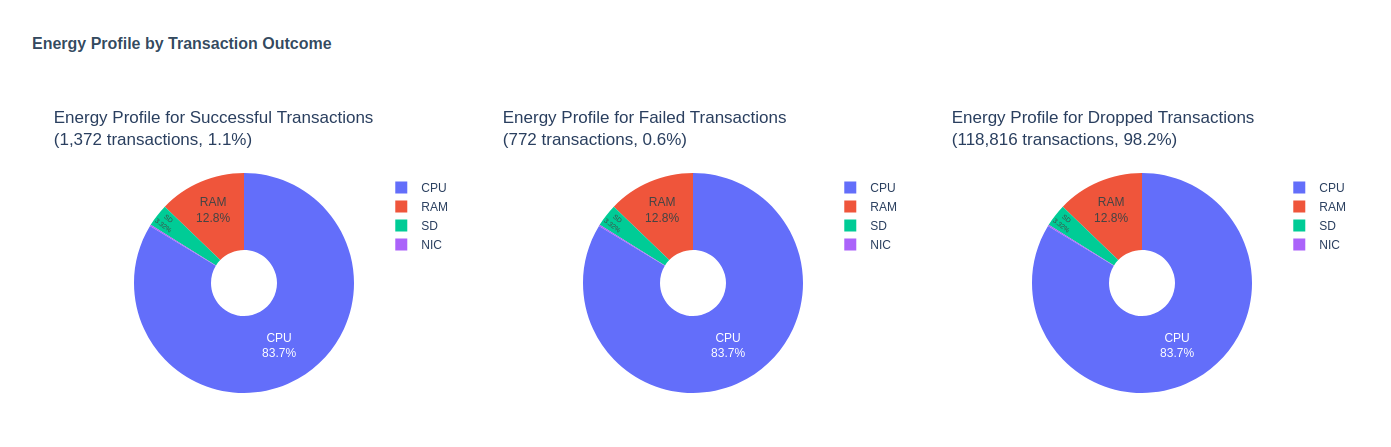 Energy Profile by Transaction Outcome
Energy Profile for Successful Transactions
(1,372 transactions, 1.1%)
RAM
12.8%
SD
CPU
83.7%
CPU
RAM
SD
NIC
Energy Profile for Failed Transactions
(772 transactions, 0.6%)
RAM
12.8%
SD
CPU
83.7%
CPU
RAM
SD
NIC
Energy Profile for Dropped Transactions
(118,816 transactions, 98.2%)
RAM
12.8%
SD
CPU
83.7%
CPU
RAM
SD
NIC